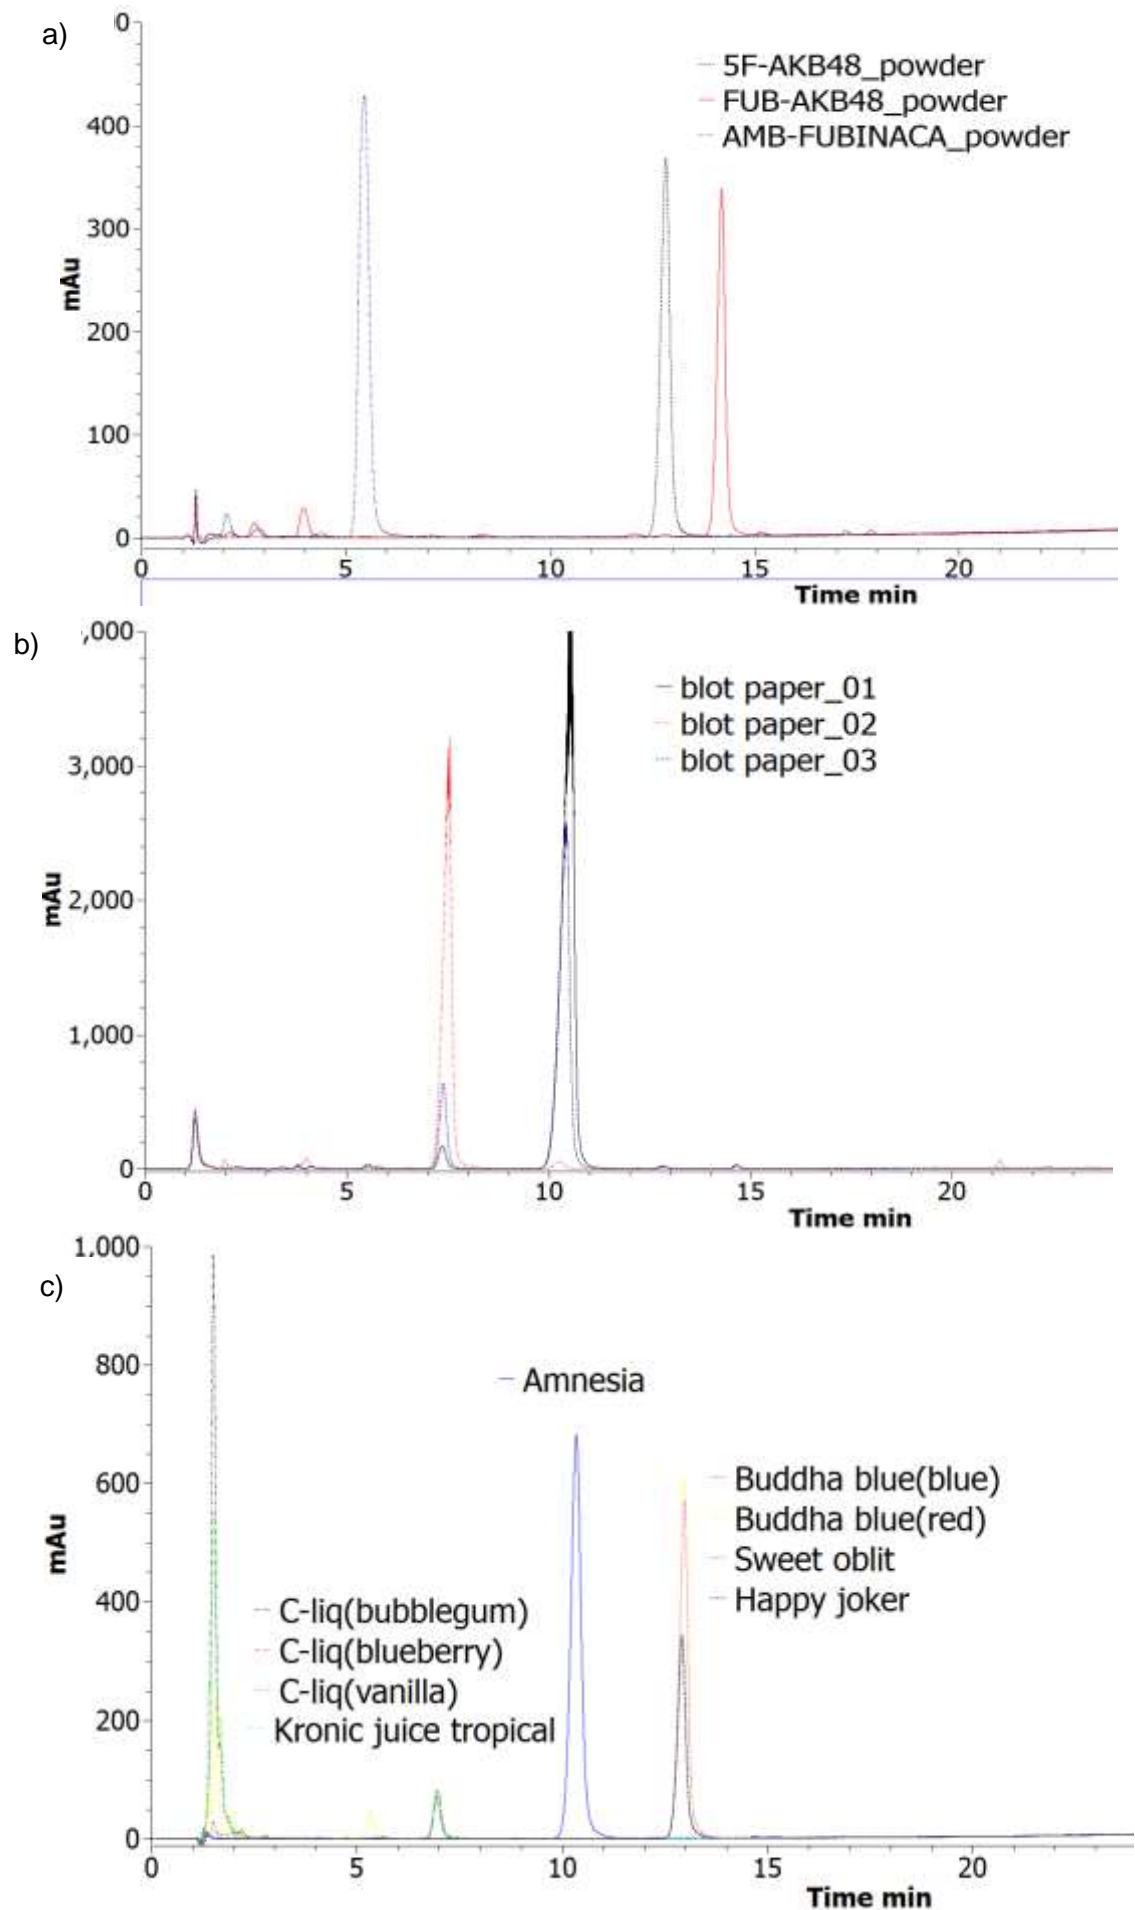 a)
0
400
300
200
100
0
mAu
5F-AKB48_powder
FUB-AKB48_powder
AMB-FUBINACA_powder
0 5 10 15 20
Time min
b)
,000
3,000
2,000
1,000
0
mAu
blot paper_01
blot paper_02
blot paper_03
0 5 10 15 20
Time min
c)
1,000
800
600
400
200
0
mAu
Amnesia
Buddha blue(blue)
Buddha blue(red)
Sweet oblit
Happy joker
C-liq(bubblegum)
C-liq(blueberry)
C-liq(vanilla)
Kronic juice tropical
0 5 10 15 20
Time min